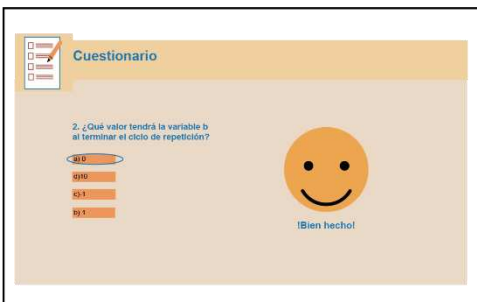 Cuestionario
2. ¿Qué valor tendrá la variable b
al terminar el ciclo de repetición?
a) 0
d)10
c)-1
b) 1
!Bien hecho!